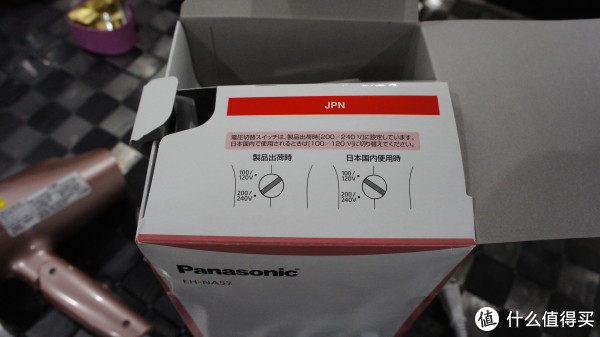 JPN
電圧切替スイッチは、製品出荷時[200／240 V]に設定しています。
日本国内で使用されるときは[100／120 V]に切り替えてください。
製品出荷時
日本国内使用時
100/
120V
200/
240V
100/
120V
200/
240V
Panasonic
EH-NA57
值 什么值得买